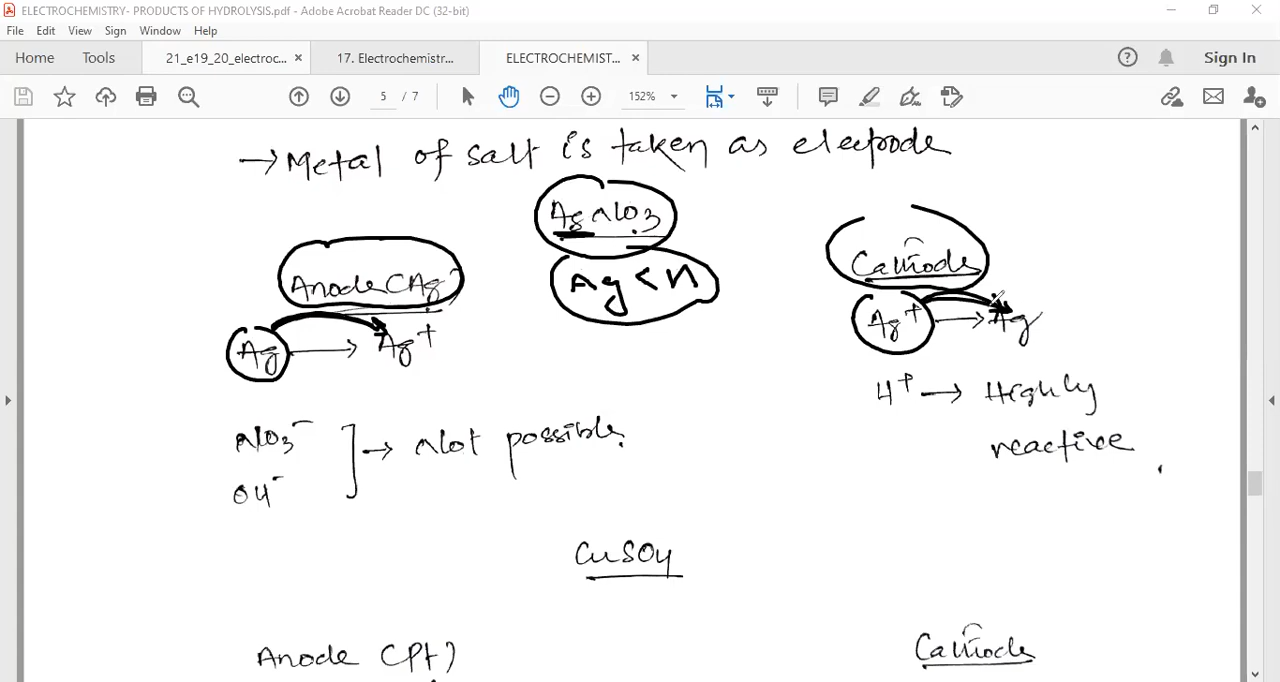 ELECTROCHEMISTRY- PRODUCTS OF HYDROLYSIS.pdf - Adobe Acrobat Reader DC (32-bit)
File Edit View Sign Window Help
Home Tools 21_e19_20_electroc... × 17. Electrochemistr... ELECTROCHEMIST... × Sign In
5 / 7 152%
→ Metal of salt is taken as electrode
AgNO3
Anode (Ag) Ag < H Cathode
Ag → Ag+ Ag+ → Ag
H+ → Highly
reactive
NO3- ] → Not possible.
OH-
CuSO4
Anode (Pt) Cathode